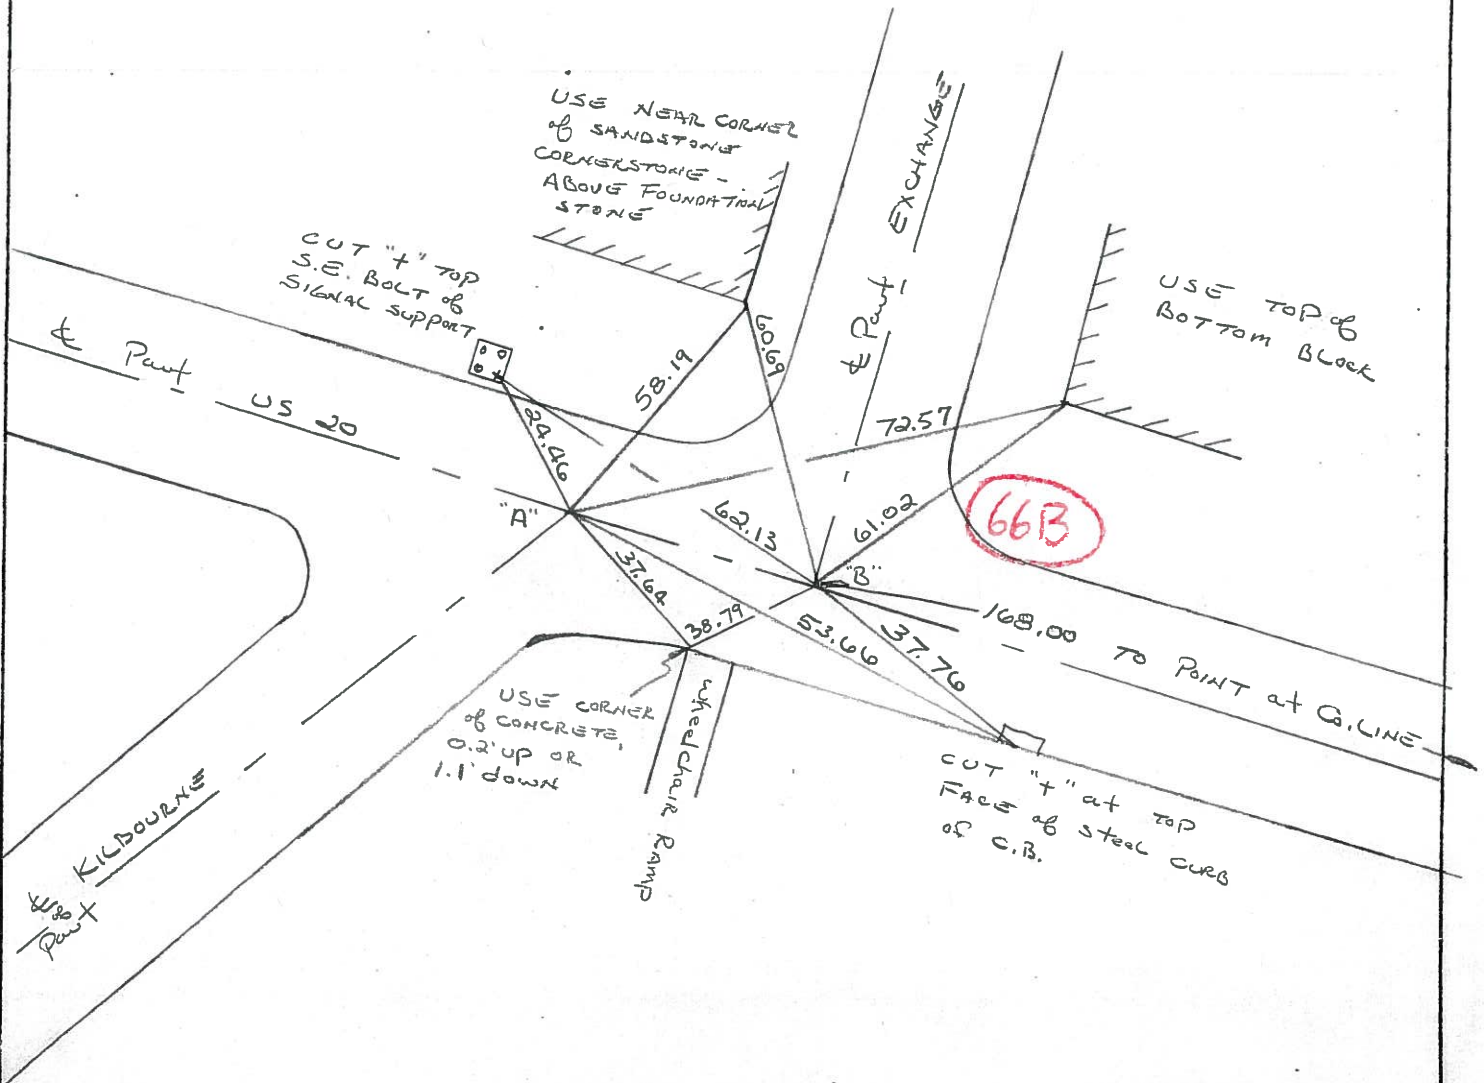 USE NEAR CORNER
of SANDSTONE
CORNERSTONE -
ABOVE FOUNDATION
STONE
EXCHANGE
℄ Pavt
CUT "+" TOP
S.E. BOLT of
SIGNAL SUPPORT
USE TOP of
BOTTOM BLOCK
℄ Pavt
US 20
58.19
60.69
72.57
24.46
"A"
62.13
61.02
66B
"B"
37.64
38.79
53.66
37.76
168.00 TO POINT at Co. LINE
USE CORNER
of CONCRETE,
0.2' UP OR
1.1' down
Wheelchair Ramp
CUT "+" at TOP
FACE of Steel CURB
of C.B.
KILBOURNE
Pavt